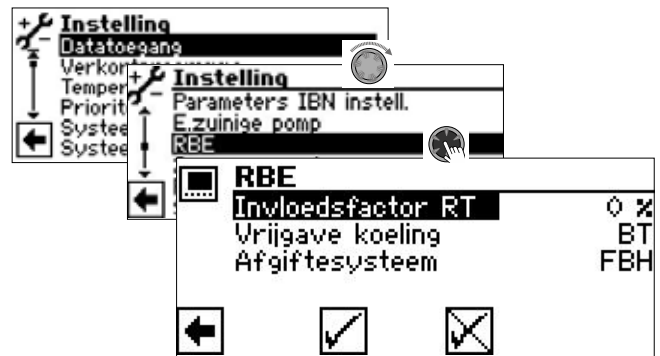 Instelling
Datatoegang
Instelling
Parameters IBN instell.
E.zuinige pomp
RBE
RBE
Invloedsfactor RT 0 %
Vrijgave koeling BT
Afgiftesysteem FBH